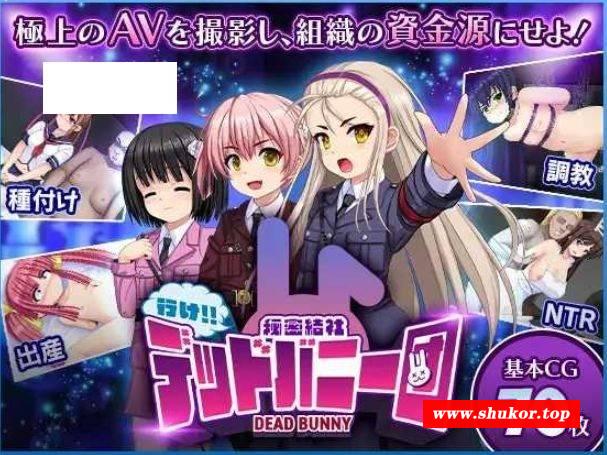 極上のAVを撮影し、組織の資金源にせよ!
種付け
調教
出産
NTR
行け!!
秘密結社
デッドバニー団
DEAD BUNNY
基本CG
枚
www.shukor.top